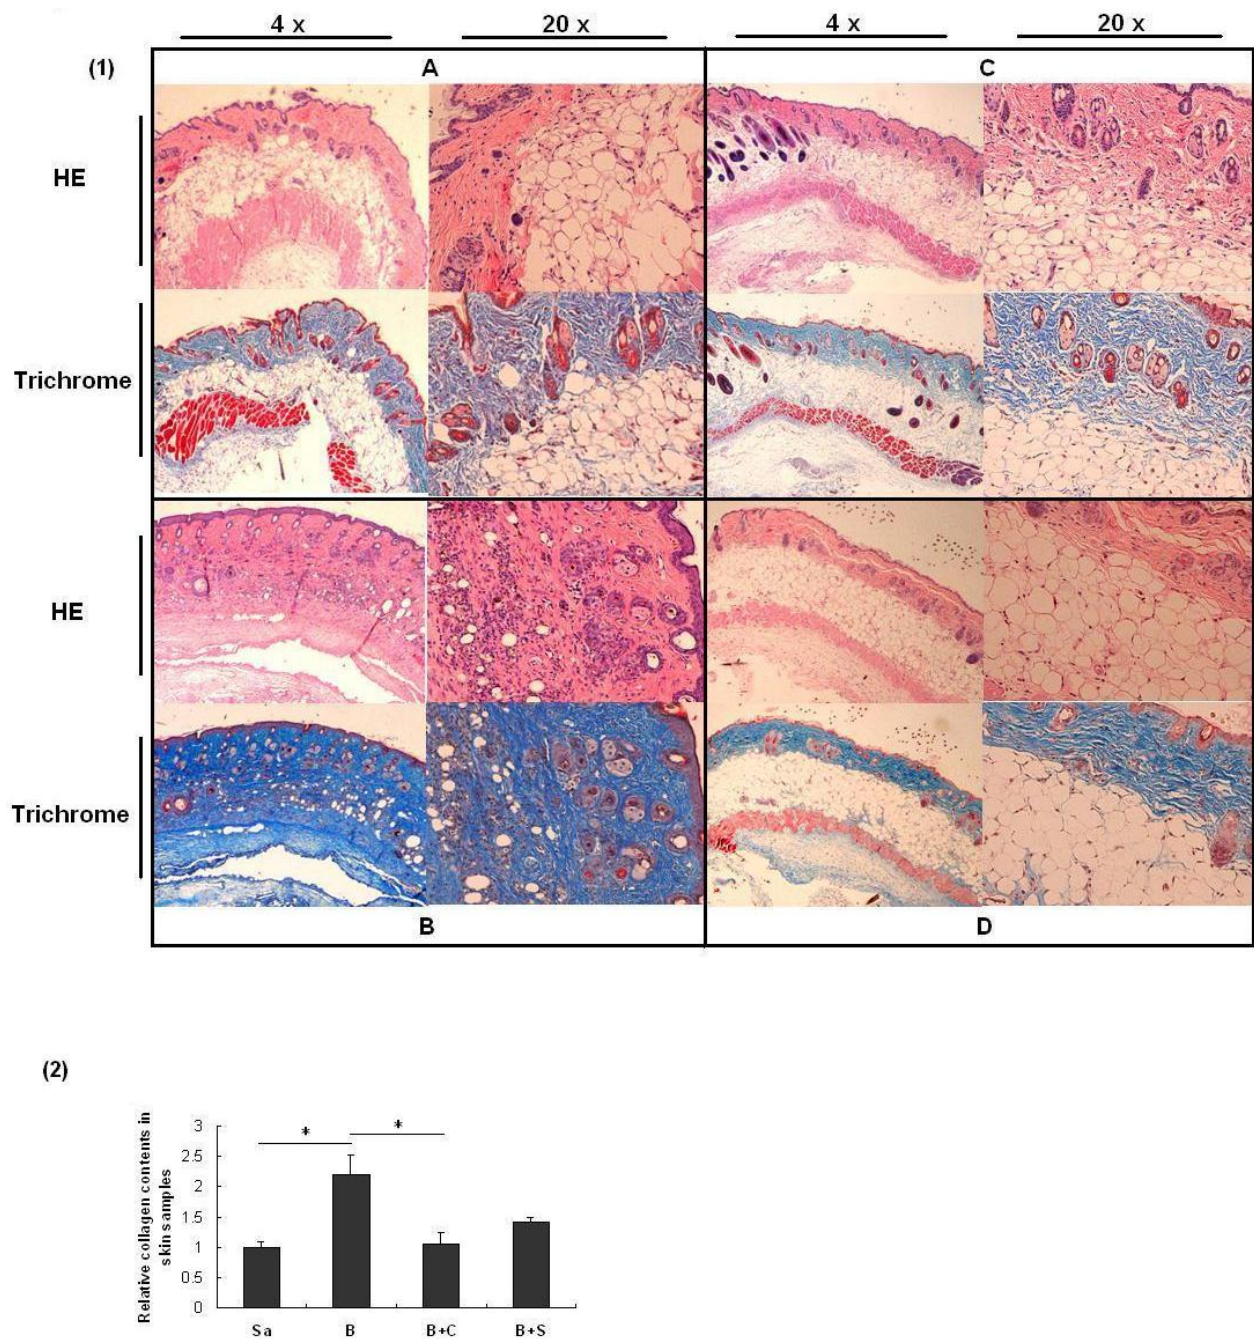 4 x 20 x 4 x 20 x
(1) A C
HE
Trichrome
HE
Trichrome
B D
(2)
Relative collagen contents in
skin samples
3
2.5
2
1.5
1
0.5
0
* *
Sa B B+C B+S